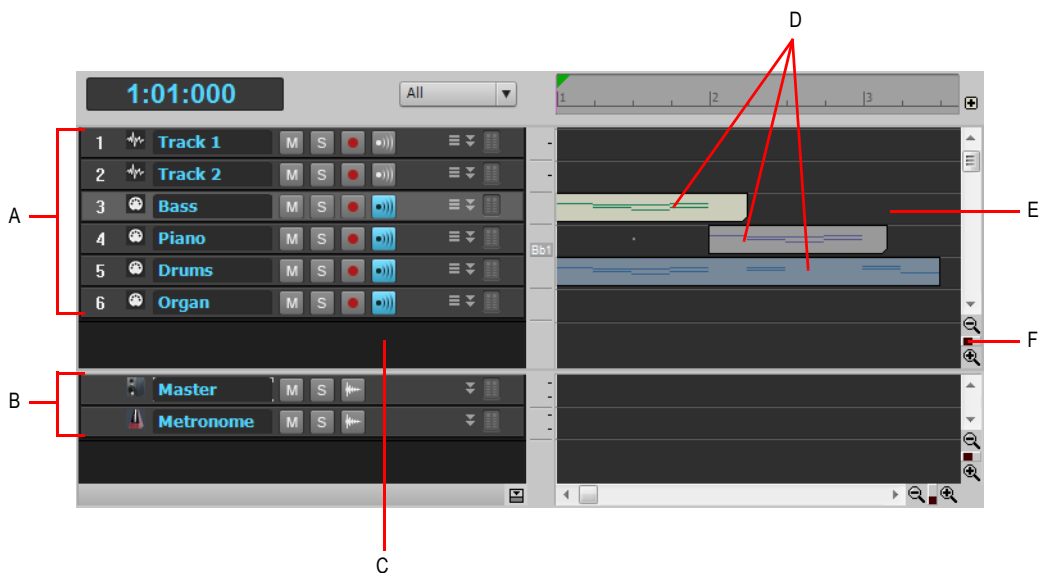 D
1:01:000
All
1 2 3
A
1 Track 1 M S
2 Track 2 M S
3 Bass M S
E
4 Piano M S
Bb1
5 Drums M S
6 Organ M S
F
B
Master M S
Metronome M S
C